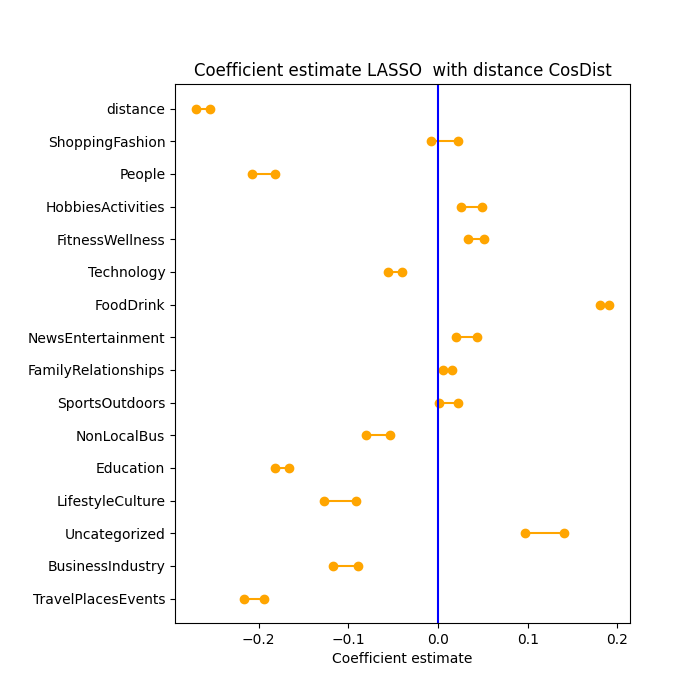 Coefficient estimate LASSO  with distance CosDist
distance
ShoppingFashion
People
HobbiesActivities
FitnessWellness
Technology
FoodDrink
NewsEntertainment
FamilyRelationships
SportsOutdoors
NonLocalBus
Education
LifestyleCulture
Uncategorized
BusinessIndustry
TravelPlacesEvents
−0.2 −0.1 0.0 0.1 0.2
Coefficient estimate